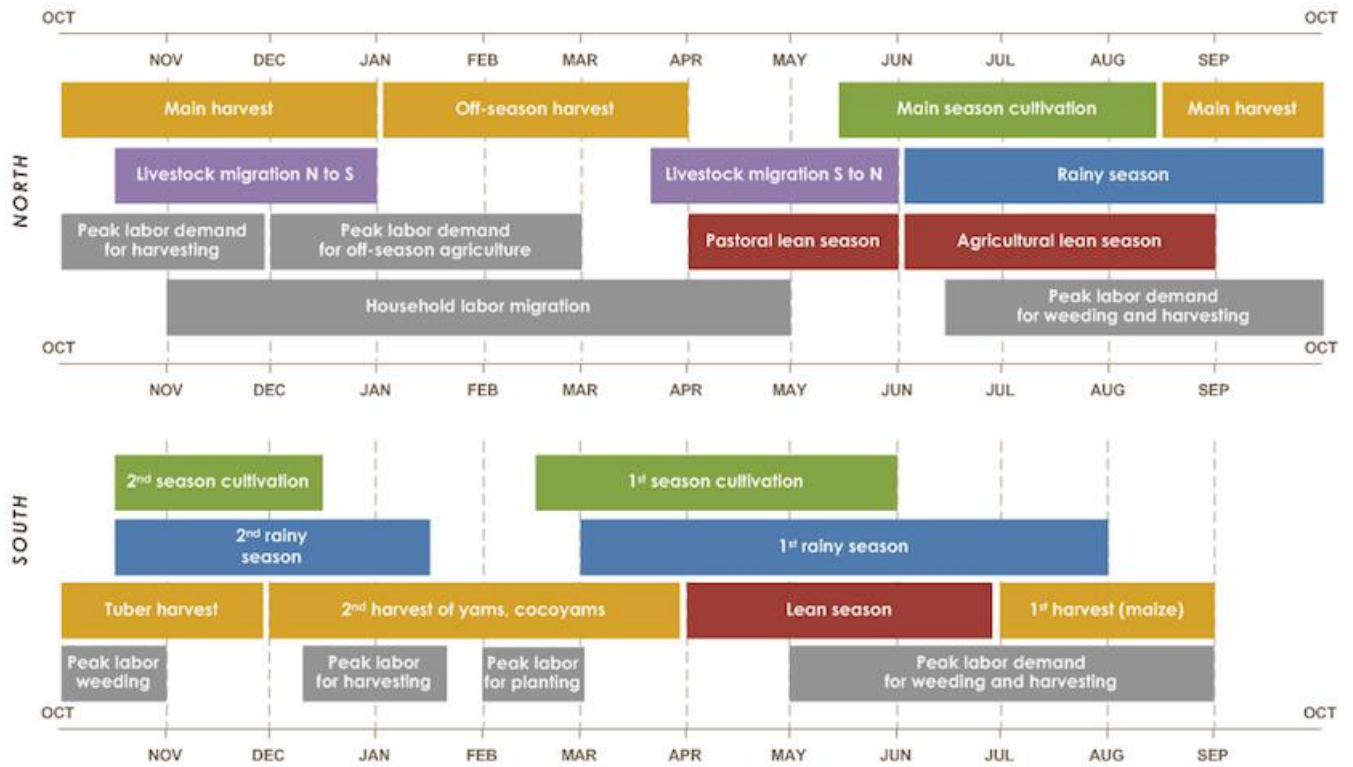 OCT OCT
NOV DEC JAN FEB MAR APR MAY JUN JUL AUG SEP
NORTH
Main harvest Off-season harvest Main season cultivation Main harvest
Livestock migration N to S Livestock migration S to N Rainy season
Peak labor demand
for harvesting
Peak labor demand
for off-season agriculture
Pastoral lean season Agricultural lean season
Household labor migration
Peak labor demand
for weeding and harvesting
OCT OCT
NOV DEC JAN FEB MAR APR MAY JUN JUL AUG SEP
SOUTH
2nd season cultivation 1st season cultivation
2nd rainy
season
1st rainy season
Tuber harvest 2nd harvest of yams, cocoyams Lean season 1st harvest (maize)
Peak labor
weeding
Peak labor
for harvesting
Peak labor
for planting
Peak labor demand
for weeding and harvesting
OCT OCT
NOV DEC JAN FEB MAR APR MAY JUN JUL AUG SEP